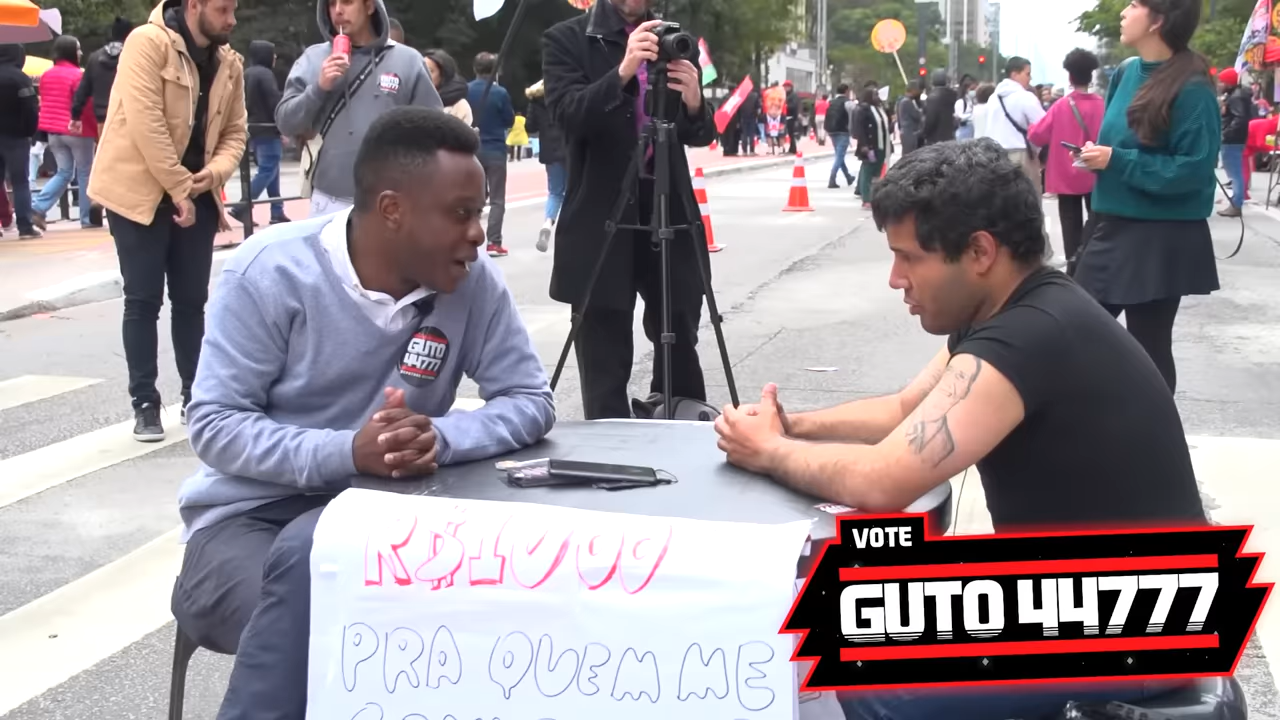 GUTO
44777
R$1000
PRA QUEM ME
VOTE
GUTO 44777